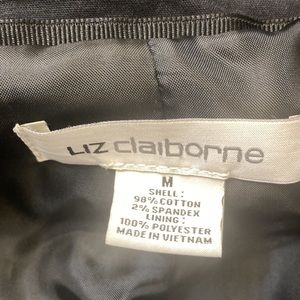 LIZ claiborne
M
SHELL:
98% COTTON
2% SPANDEX
LINING:
100% POLYESTER
MADE IN VIETNAM